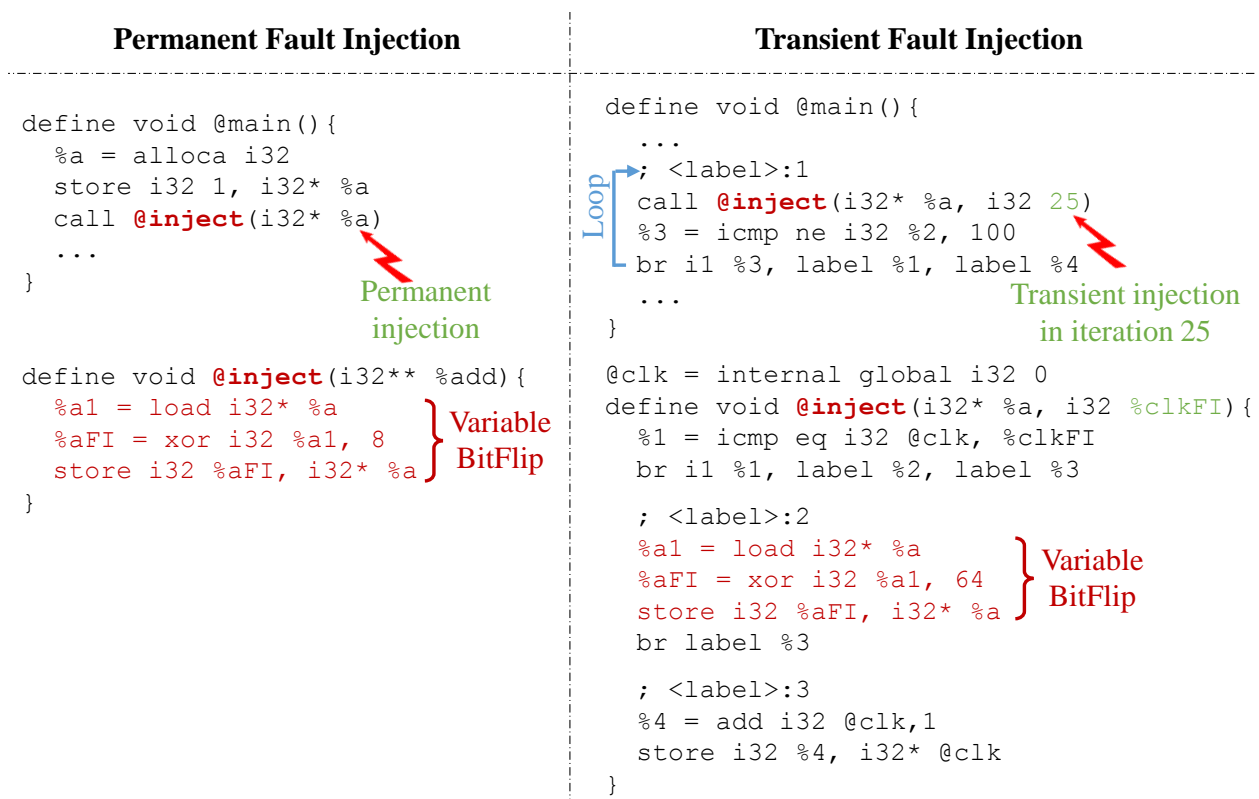 Permanent Fault Injection
define void @main(){
%a = alloca i32
store i32 1, i32* %a
call @inject(i32* %a)
...
}
Permanent
injection
define void @inject(i32** %add){
%a1 = load i32* %a
%aFI = xor i32 %a1, 8
store i32 %aFI, i32* %a
}
Variable
BitFlip
Transient Fault Injection
define void @main(){
...
; <label>:1
call @inject(i32* %a, i32 25)
%3 = icmp ne i32 %2, 100
br i1 %3, label %1, label %4
...
}
Loop
Transient injection
in iteration 25
@clk = internal global i32 0
define void @inject(i32* %a, i32 %clkFI){
%1 = icmp eq i32 @clk, %clkFI
br i1 %1, label %2, label %3
; <label>:2
%a1 = load i32* %a
%aFI = xor i32 %a1, 64
store i32 %aFI, i32* %a
br label %3
Variable
BitFlip
; <label>:3
%4 = add i32 @clk,1
store i32 %4, i32* @clk
}